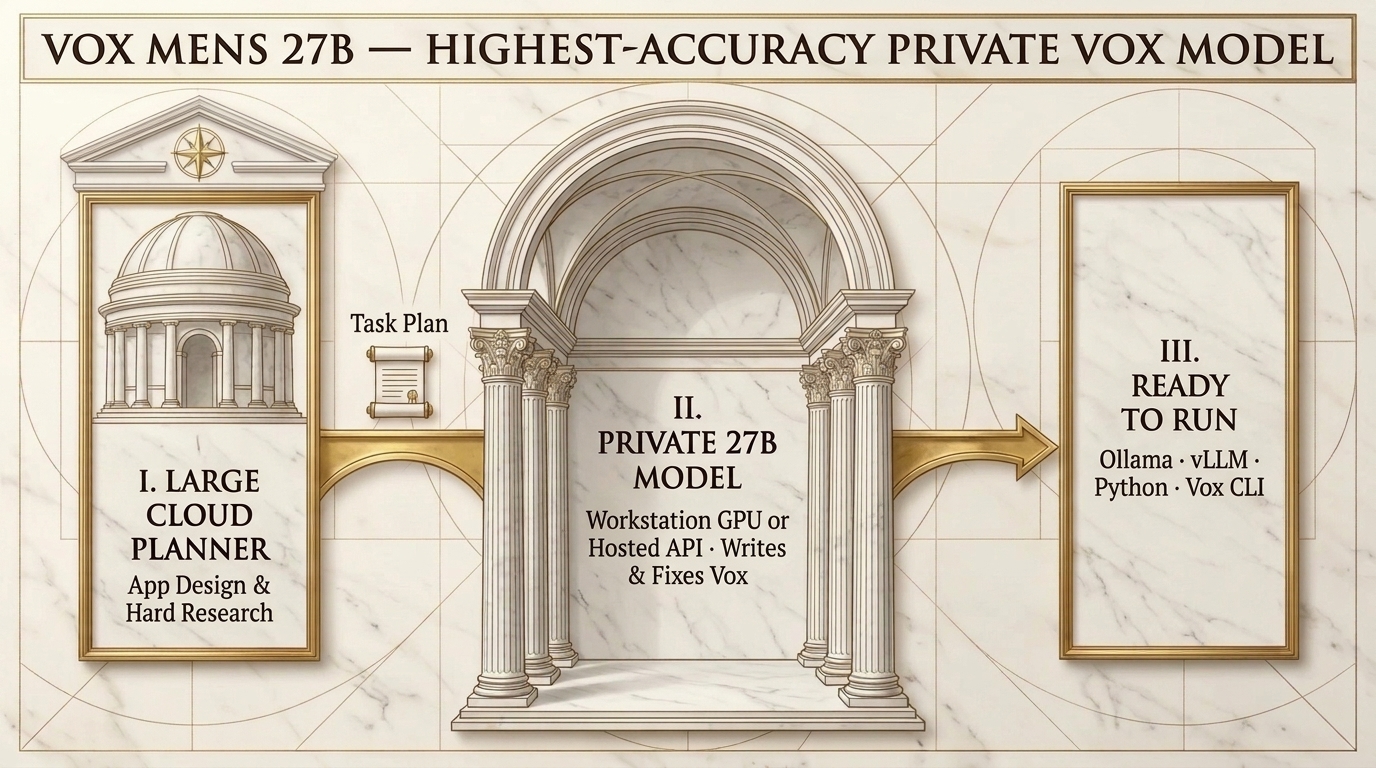 VOX MENS 27B — HIGHEST-ACCURACY PRIVATE VOX MODEL
Task Plan
I. LARGE
CLOUD
PLANNER
App Design &
Hard Research
II.
PRIVATE 27B
MODEL
Workstation GPU or
Hosted API · Writes
& Fixes Vox
III.
READY
TO RUN
Ollama · vLLM ·
Python · Vox CLI